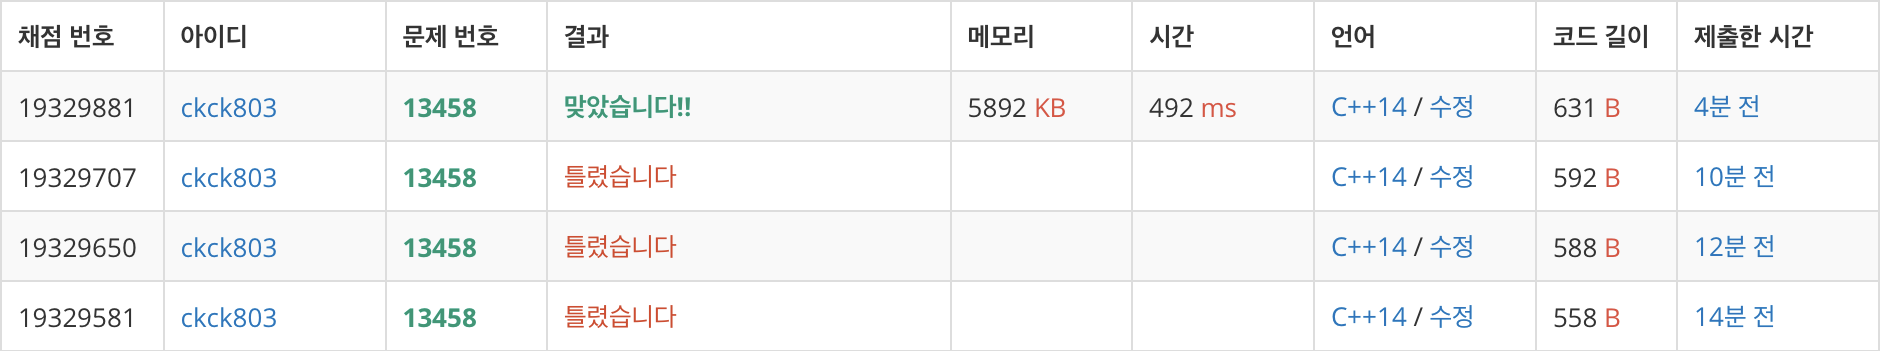 채점 번호 아이디 문제 번호 결과 메모리 시간 언어 코드 길이 제출한 시간
19329881 ckck803 13458 맞았습니다!! 5892 KB 492 ms C++14 / 수정 631 B 4분 전
19329707 ckck803 13458 틀렸습니다 C++14 / 수정 592 B 10분 전
19329650 ckck803 13458 틀렸습니다 C++14 / 수정 588 B 12분 전
19329581 ckck803 13458 틀렸습니다 C++14 / 수정 558 B 14분 전